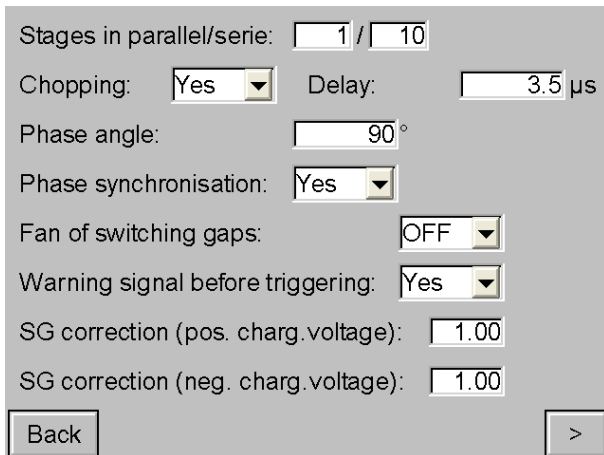 Stages in parallel/serie: 1 / 10
Chopping: Yes Delay: 3.5 µs
Phase angle: 90 °
Phase synchronisation: Yes
Fan of switching gaps: OFF
Warning signal before triggering: Yes
SG correction (pos. charg.voltage): 1.00
SG correction (neg. charg.voltage): 1.00
Back >